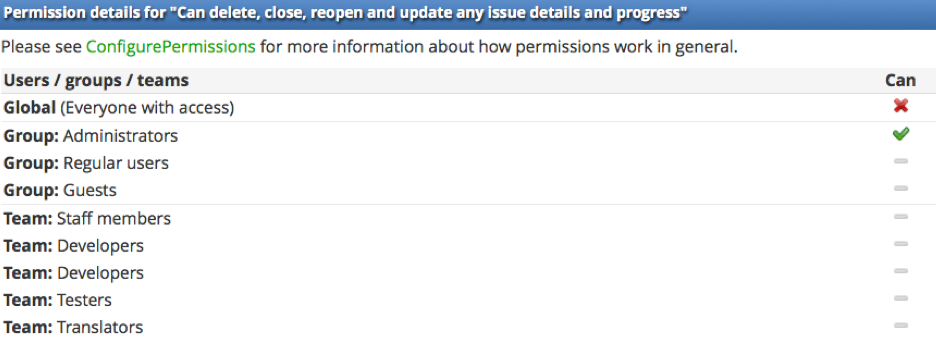 Permission details for "Can delete, close, reopen and update any issue details and progress"
Please see ConfigurePermissions for more information about how permissions work in general.
Users / groups / teams Can
Global (Everyone with access)
Group: Administrators
Group: Regular users
Group: Guests
Team: Staff members
Team: Developers
Team: Developers
Team: Testers
Team: Translators